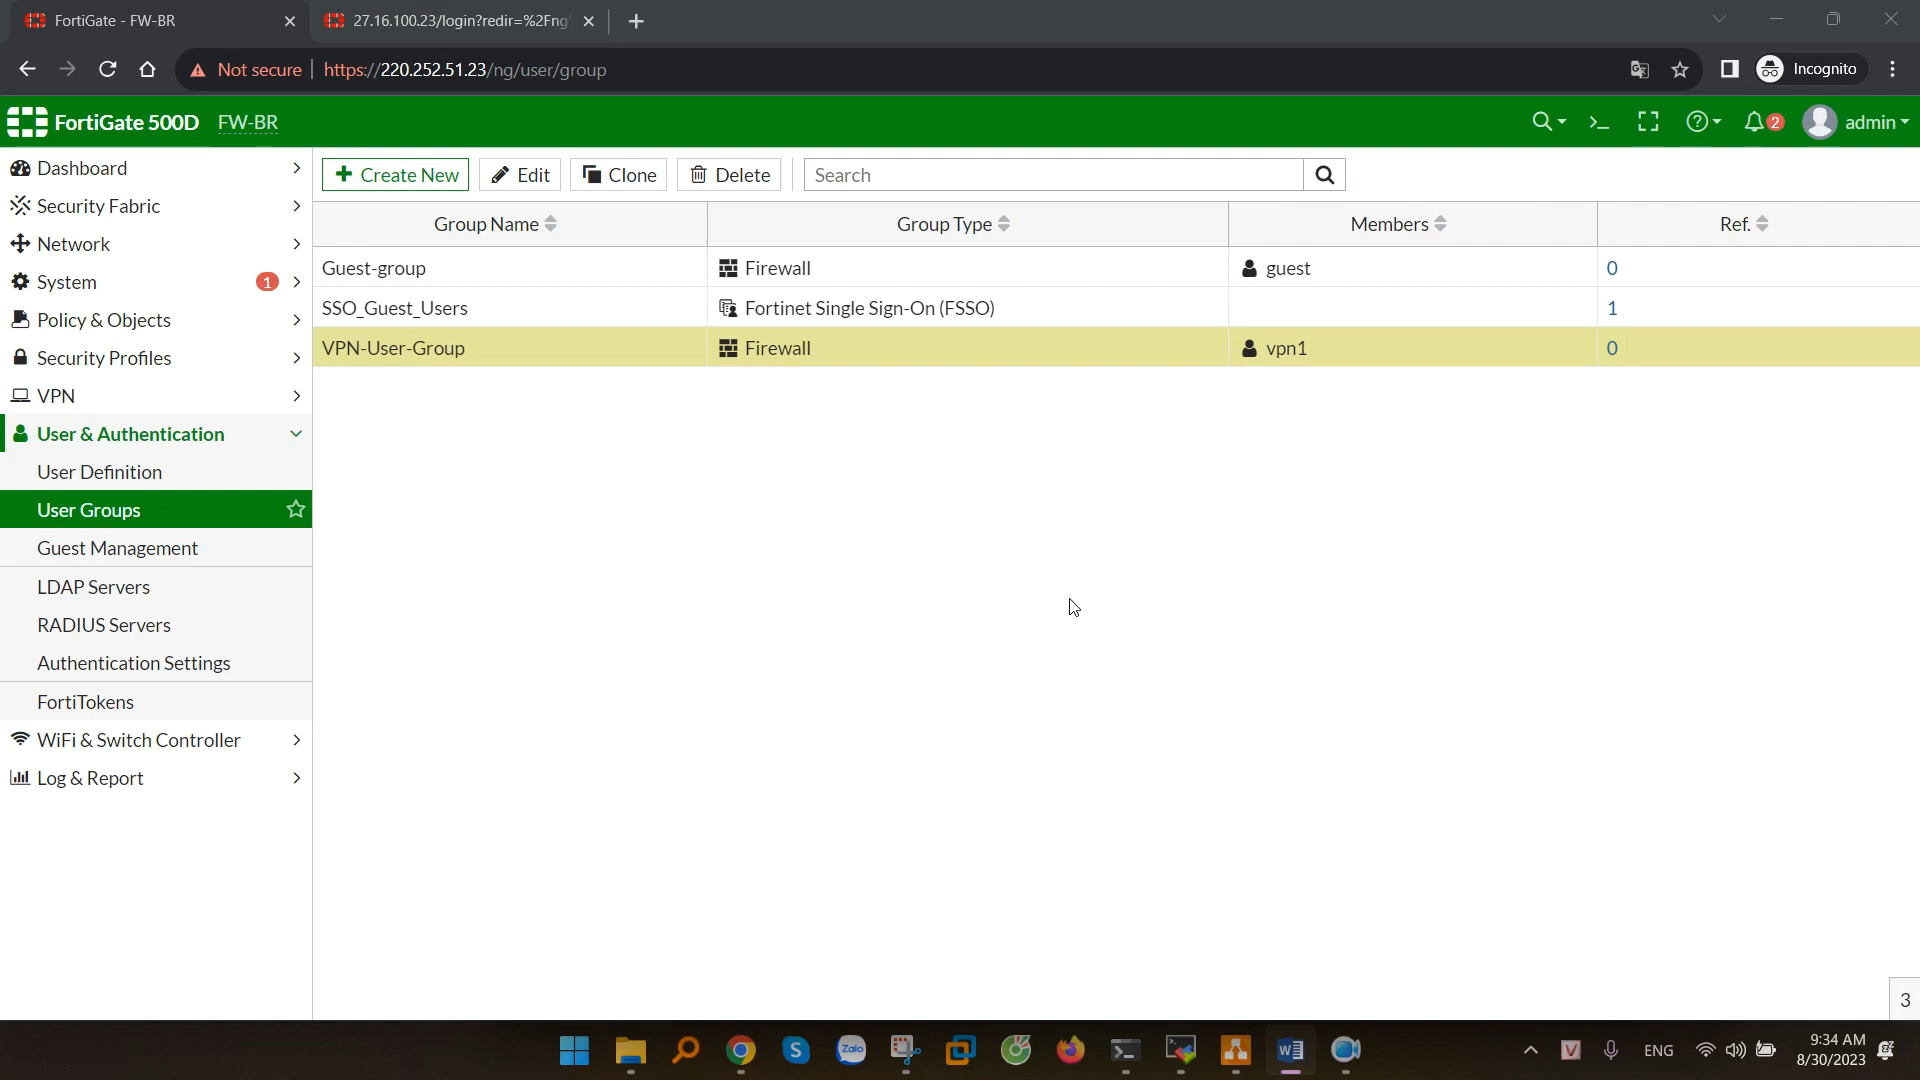 FortiGate - FW-BR
27.16.100.23/login?redir=%2Fng
Not secure
https://220.252.51.23/ng/user/group
Incognito
FortiGate 500D
FW-BR
2
admin
Dashboard
Security Fabric
Network
System
1
Policy & Objects
Security Profiles
VPN
User & Authentication
User Definition
User Groups
Guest Management
LDAP Servers
RADIUS Servers
Authentication Settings
FortiTokens
WiFi & Switch Controller
Log & Report
Create New
Edit
Clone
Delete
Search
Group Name
Group Type
Members
Ref.
Guest-group
Firewall
guest
0
SSO_Guest_Users
Fortinet Single Sign-On (FSSO)
1
VPN-User-Group
Firewall
vpn1
0
3
Zalo
ENG
9:34 AM
8/30/2023